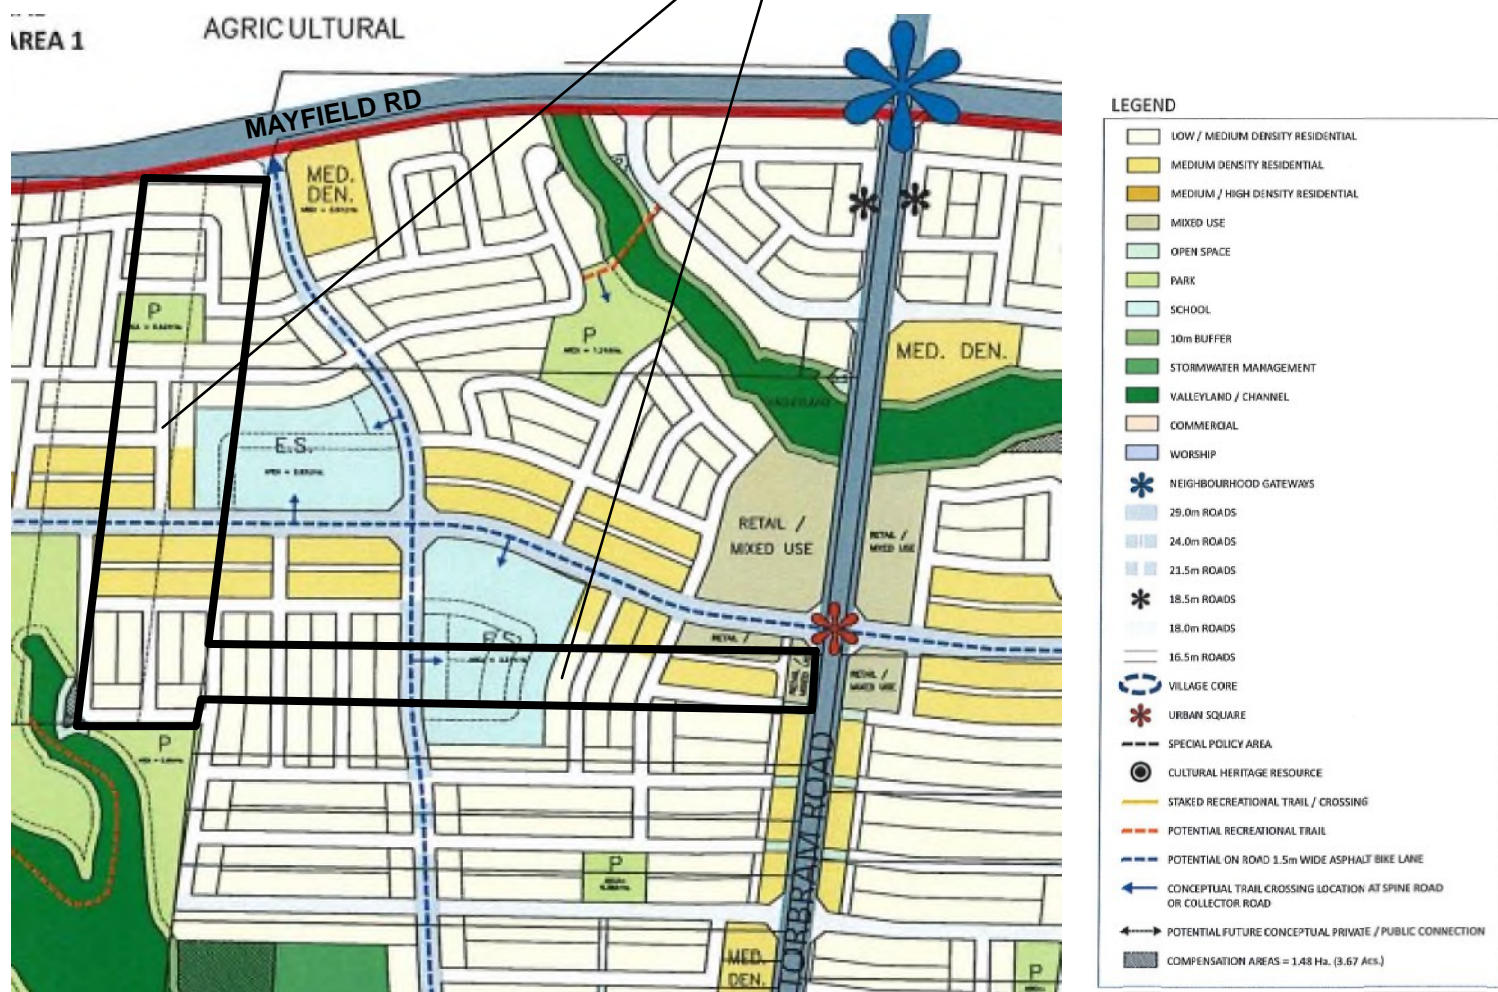 AREA 1
AGRICULTURAL
MAYFIELD RD
MED.
DEN.
P
P
MED. DEN.
E.S.
RETAIL /
MIXED USE
RETAIL /
MIXED USE
RETAIL /
E.S.
RETAIL /
MIXED
RETAIL /
MIXED USE
P
P
MED.
DEN.
P
TORBRAM ROAD
LEGEND
LOW / MEDIUM DENSITY RESIDENTIAL
MEDIUM DENSITY RESIDENTIAL
MEDIUM / HIGH DENSITY RESIDENTIAL
MIXED USE
OPEN SPACE
PARK
SCHOOL
10m BUFFER
STORMWATER MANAGEMENT
VALLEYLAND / CHANNEL
COMMERCIAL
WORSHIP
NEIGHBOURHOOD GATEWAYS
29.0m ROADS
24.0m ROADS
21.5m ROADS
18.5m ROADS
18.0m ROADS
16.5m ROADS
VILLAGE CORE
URBAN SQUARE
SPECIAL POLICY AREA
CULTURAL HERITAGE RESOURCE
STAKED RECREATIONAL TRAIL / CROSSING
POTENTIAL RECREATIONAL TRAIL
POTENTIAL ON ROAD 1.5m WIDE ASPHALT BIKE LANE
CONCEPTUAL TRAIL CROSSING LOCATION AT SPINE ROAD
OR COLLECTOR ROAD
POTENTIAL FUTURE CONCEPTUAL PRIVATE / PUBLIC CONNECTION
COMPENSATION AREAS = 1.48 Ha. (3.67 Acs.)